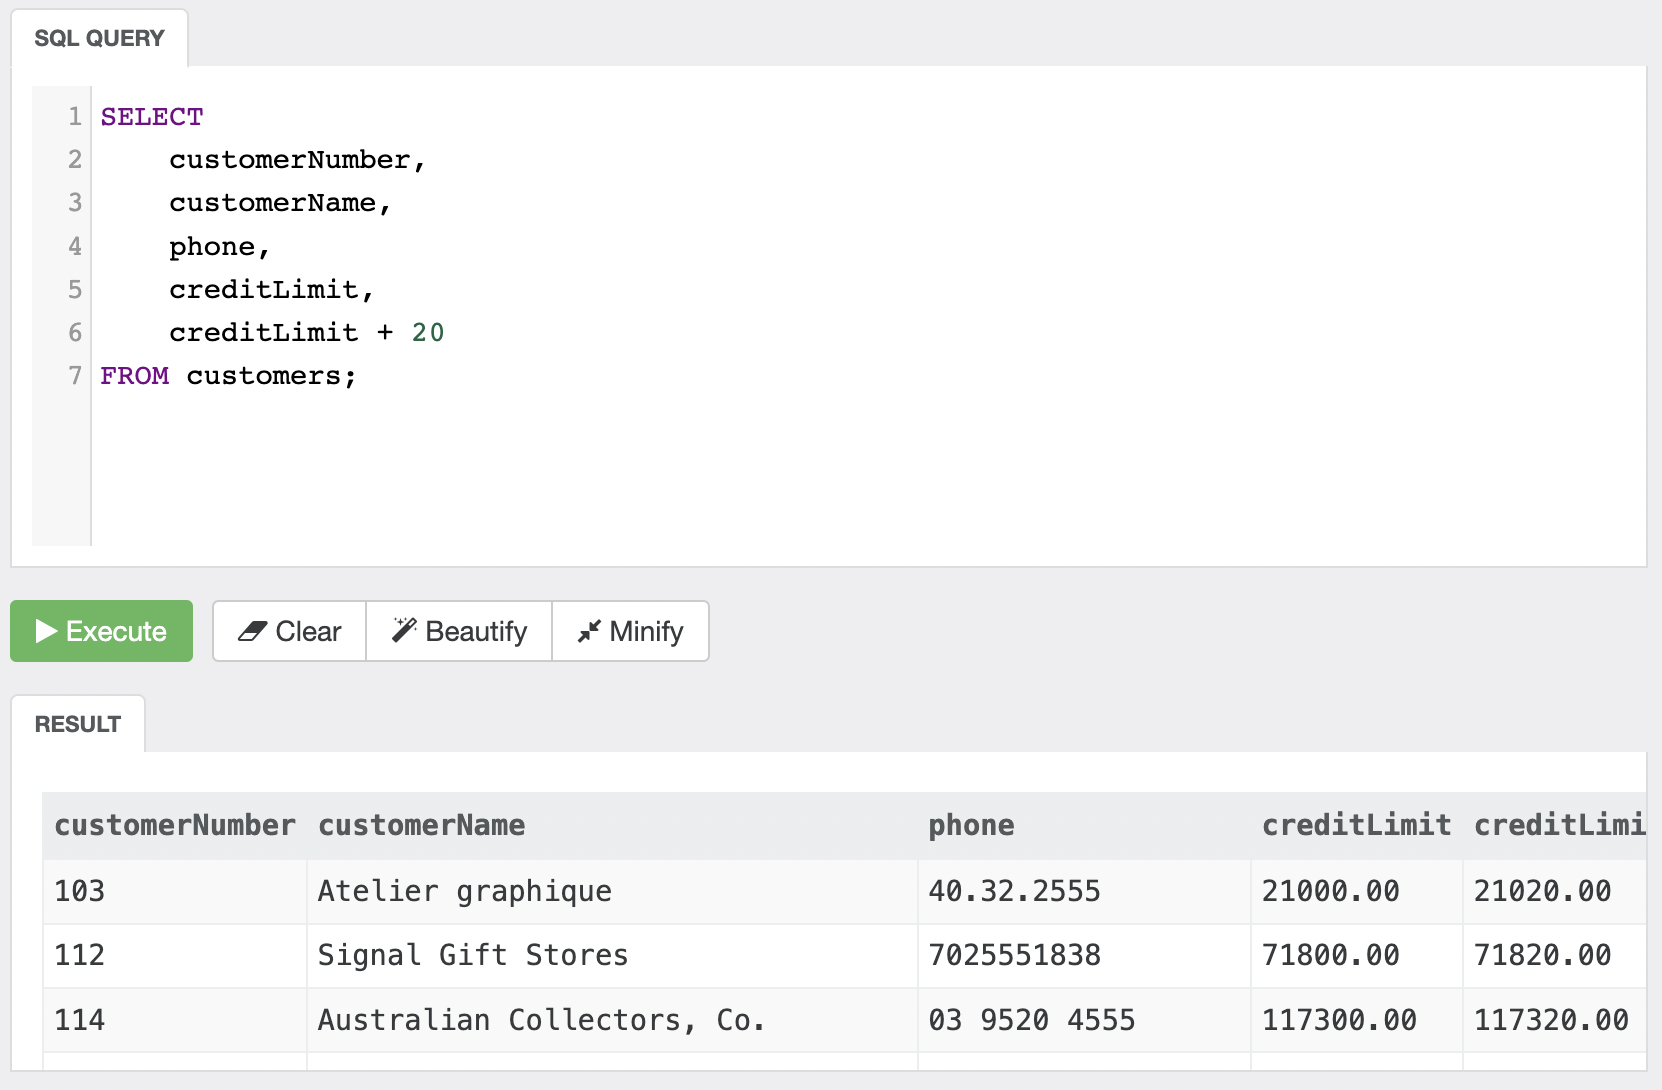 SQL QUERY
1 SELECT
2 customerNumber,
3 customerName,
4 phone,
5 creditLimit,
6 creditLimit + 20
7 FROM customers;
Execute Clear Beautify Minify
RESULT
customerNumber customerName phone creditLimit creditLimi
103 Atelier graphique 40.32.2555 21000.00 21020.00
112 Signal Gift Stores 7025551838 71800.00 71820.00
114 Australian Collectors, Co. 03 9520 4555 117300.00 117320.00